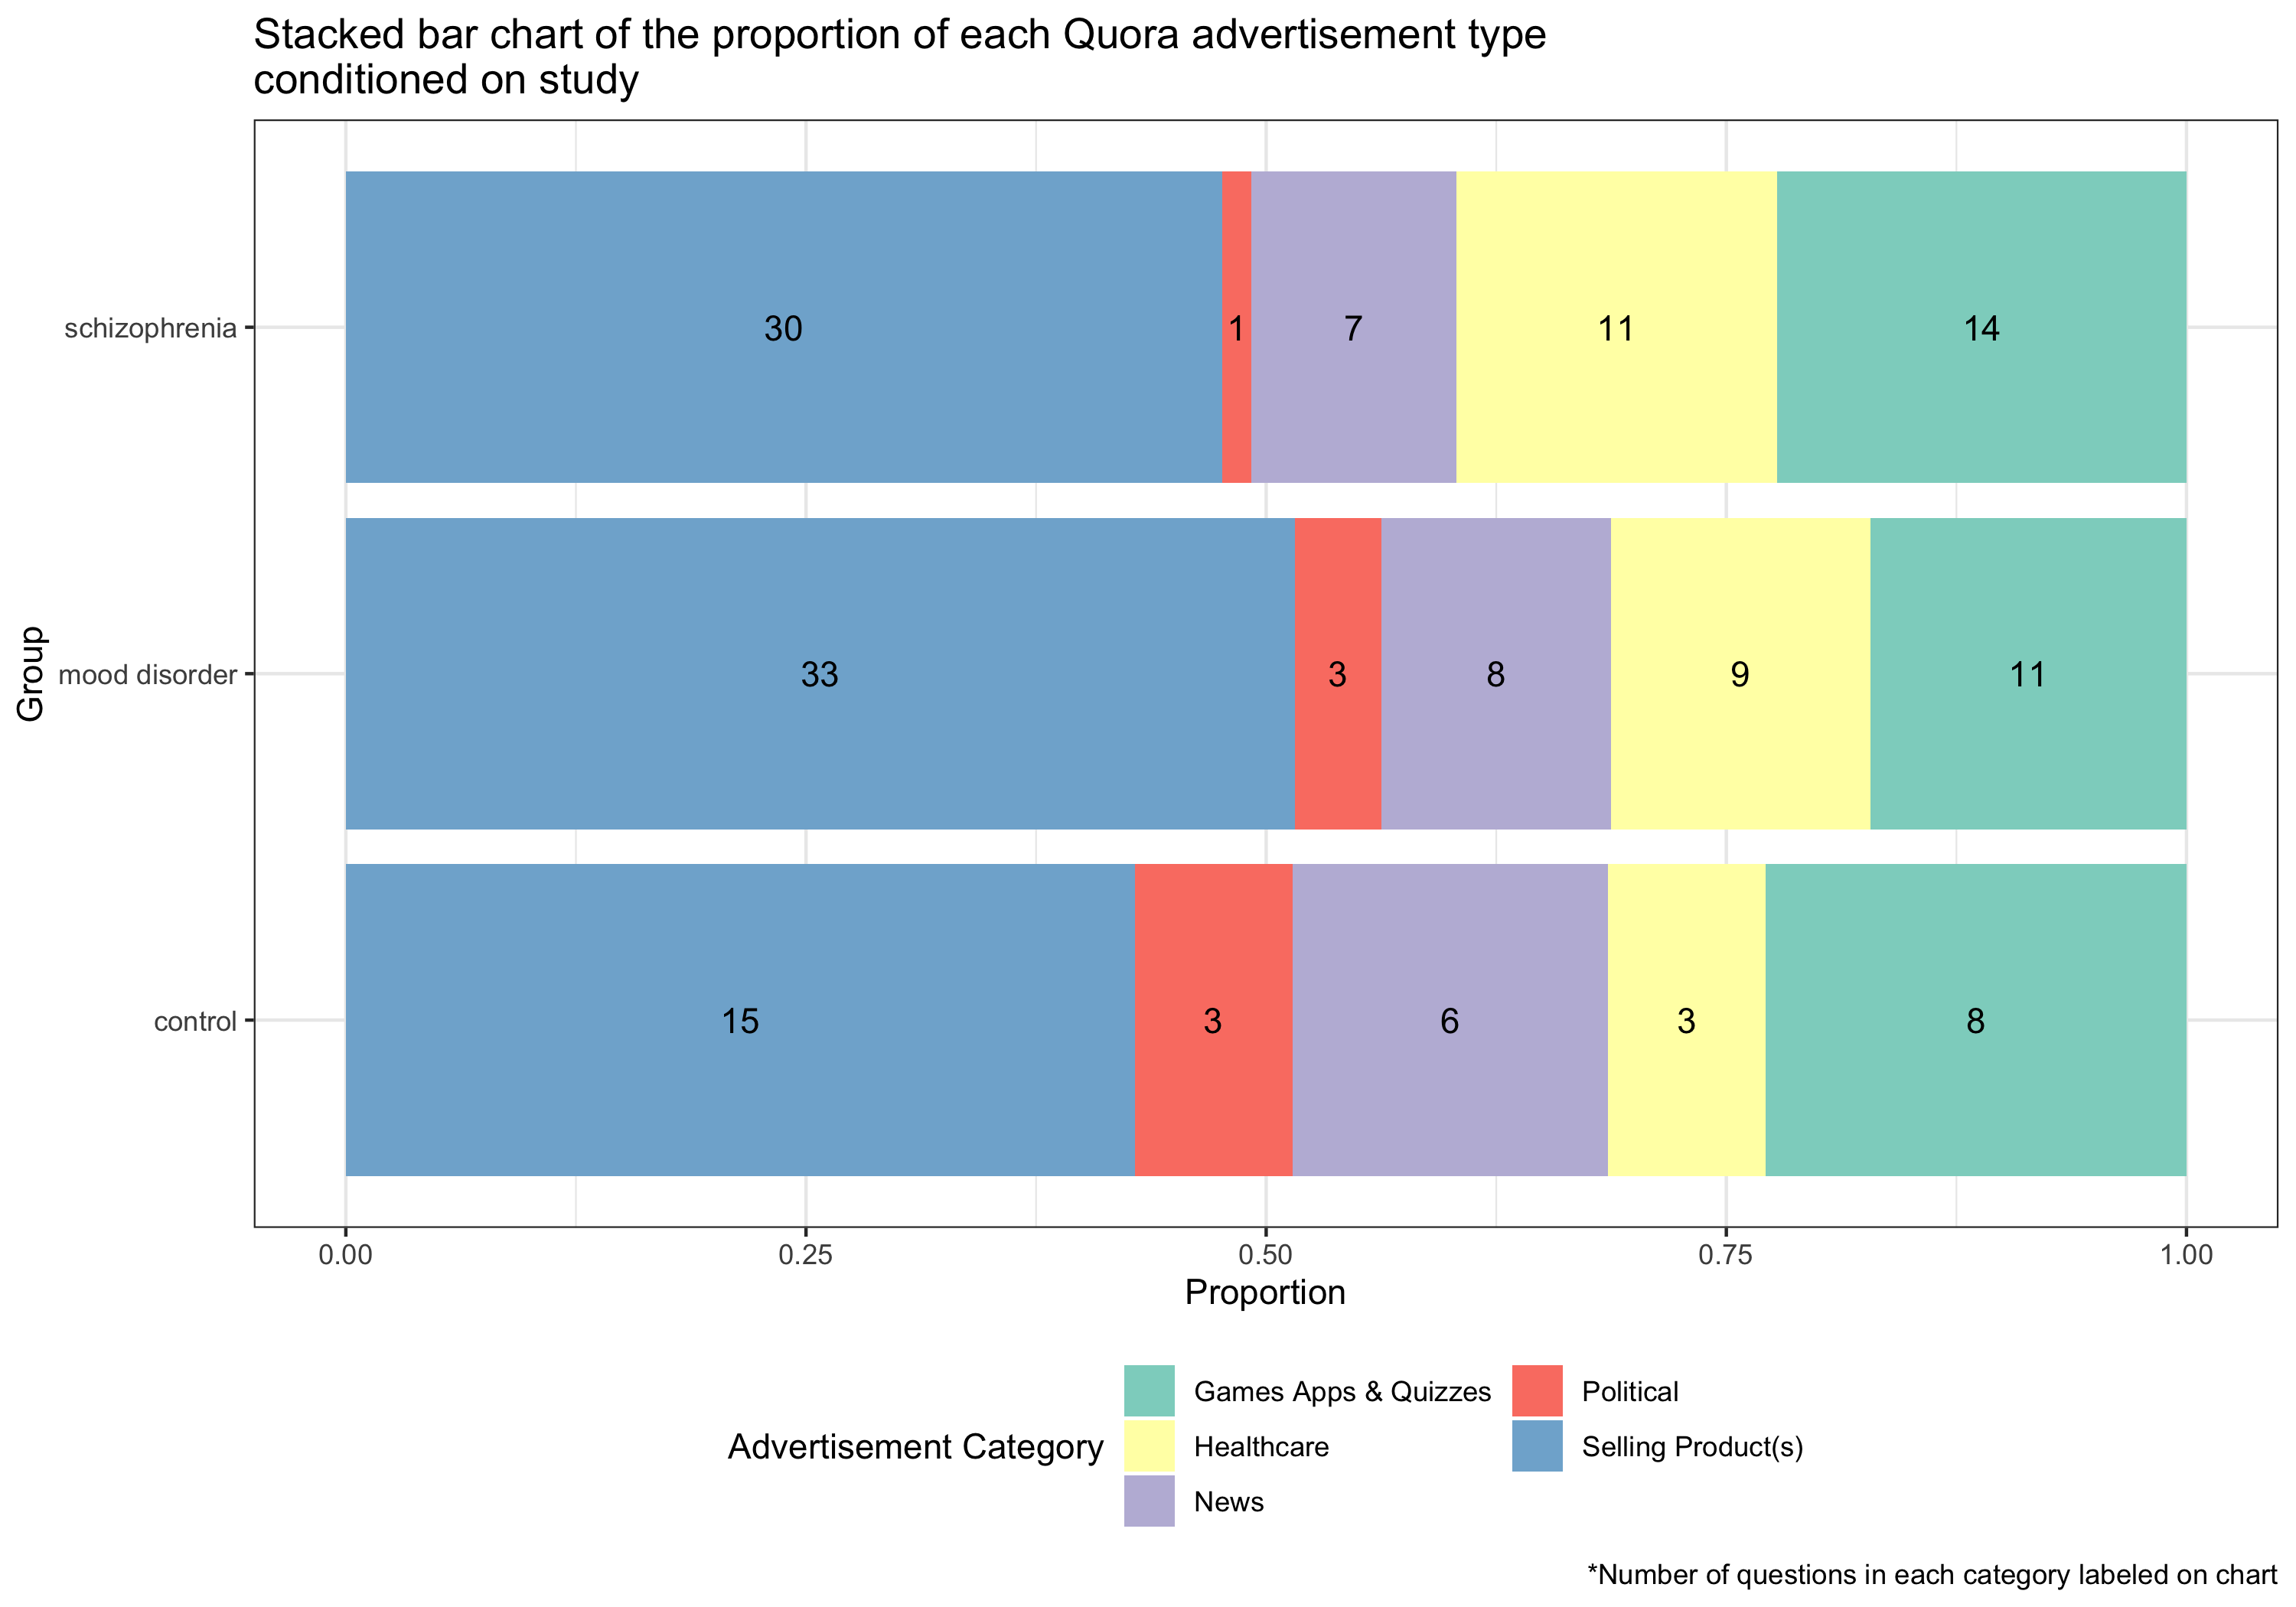 Stacked bar chart of the proportion of each Quora advertisement type
conditioned on study
Group
schizophrenia
30 1 7 11 14
mood disorder
33 3 8 9 11
control
15 3 6 3 8
0.00 0.25 0.50 0.75 1.00
Proportion
Advertisement Category
Games Apps & Quizzes
Healthcare
News
Political
Selling Product(s)
*Number of questions in each category labeled on chart